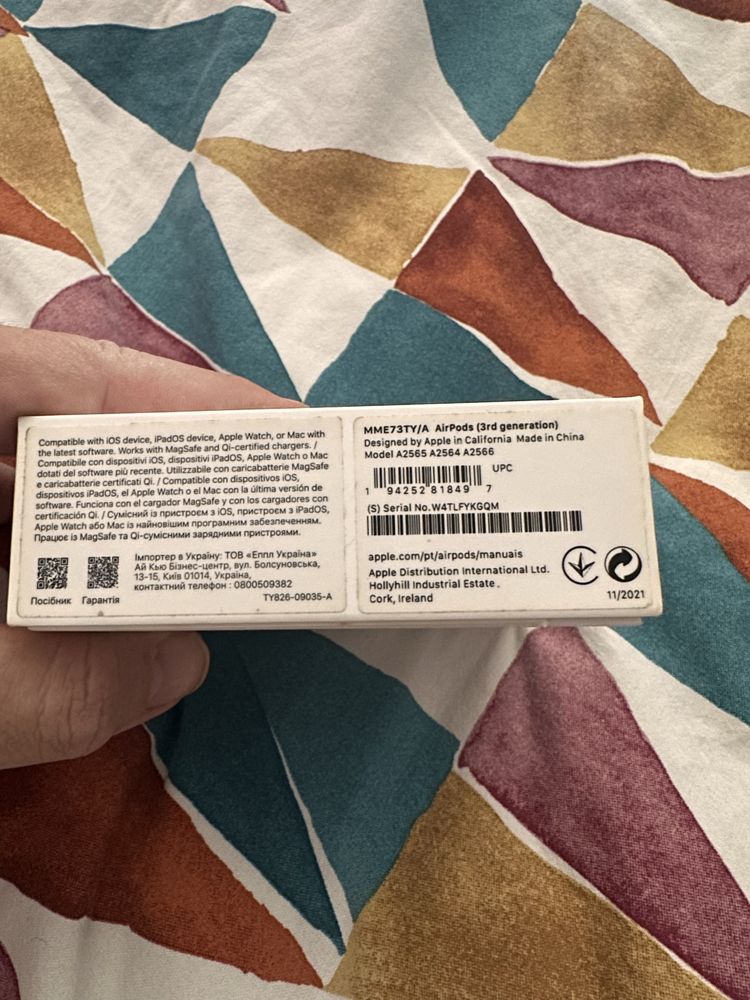 Compatible with iOS device, iPadOS device, Apple Watch, or Mac with
the latest software. Works with MagSafe and Qi-certified chargers. /
Compatibile con dispositivi iOS, dispositivi iPadOS, Apple Watch o Mac
dotati del software più recente. Utilizzabile con caricabatterie MagSafe
e caricabatterie certificati Qi. / Compatible con dispositivos iOS,
dispositivos iPadOS, el Apple Watch o el Mac con la última versión de
software. Funciona con el cargador MagSafe y con los cargadores con
certificación Qi. / Сумісний із пристроєм з iOS, пристроєм з iPadOS,
Apple Watch або Mac із найновішим програмним забезпеченням.
Працює із MagSafe та Qi-сумісними зарядними пристроями.
Імпортер в Україну: ТОВ «Еппл Україна»
Ай Кью Бізнес-центр, вул. Болсуновська,
13-15, Київ 01014, Україна,
контактний телефон : 0800509382
Посібник Гарантія
TY826-09035-A
MME73TY/A AirPods (3rd generation)
Designed by Apple in California Made in China
Model A2565 A2564 A2566
UPC
1 94252 81849 7
(S) Serial No.W4TLFYKGQM
apple.com/pt/airpods/manuais
Apple Distribution International Ltd.
Hollyhill Industrial Estate
Cork, Ireland
11/2021